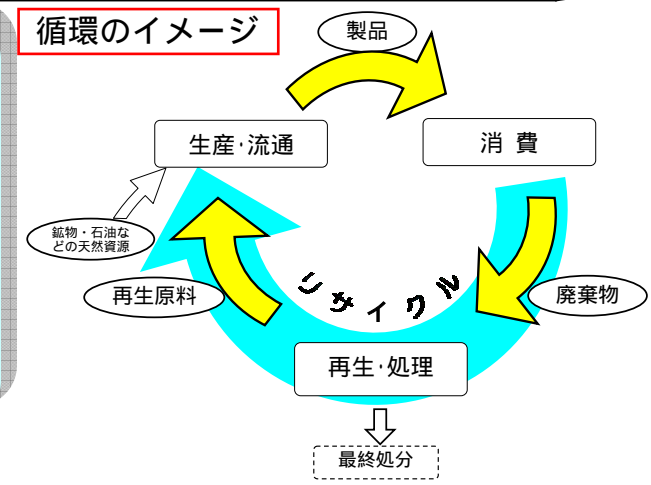 循環のイメージ
製品
生産･流通
消 費
鉱物・石油な
どの天然資源
再生原料
リサイクル
廃棄物
再生･処理
最終処分